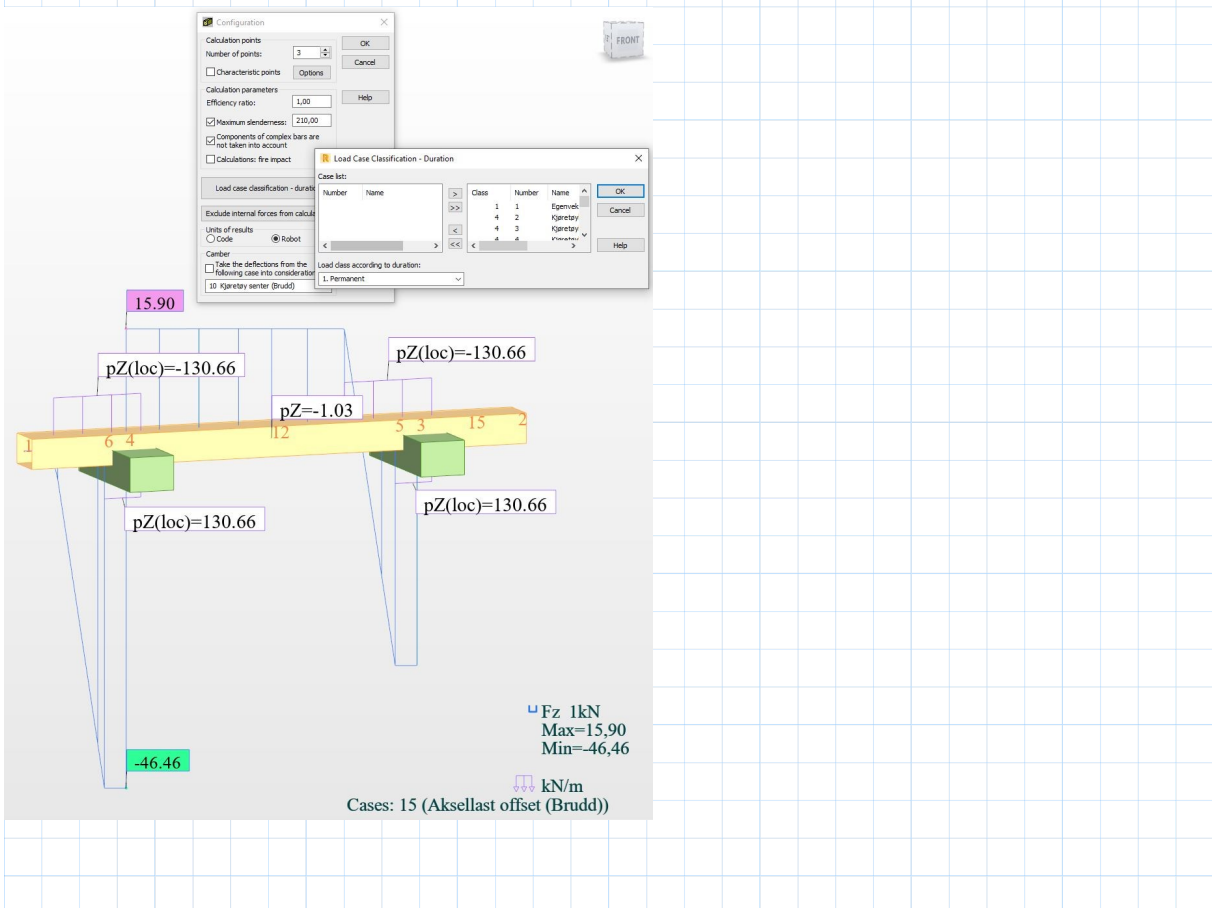 Configuration
Calculation points
Number of points: 3
OK
Cancel
Characteristic points Options
Calculation parameters
Efficiency ratio: 1,00
Help
Maximum slenderness: 210,00
Components of complex bars are
not taken into account
Calculations: fire impact
Load case classification - duratio
Exclude internal forces from calcula
Units of results
Code Robot
Camber
Take the deflections from the
following case into consideration
10 Kjøretøy senter (Brudd)
R Load Case Classification - Duration
Case list:
Number Name
> >> < <<
Class Number Name
1 1 Egenvek
4 2 Kjøretøy
4 3 Kjøretøy
4 4 Kjøretøy
OK
Cancel
Help
Load class according to duration:
1. Permanent
FRONT
15.90
pZ(loc)=-130.66
pZ(loc)=-130.66
pZ=-1.03
1 6 4 12 5 3 15 2
pZ(loc)=130.66
pZ(loc)=130.66
-46.46
Fz 1kN
Max=15,90
Min=-46,46
kN/m
Cases: 15 (Aksellast offset (Brudd))